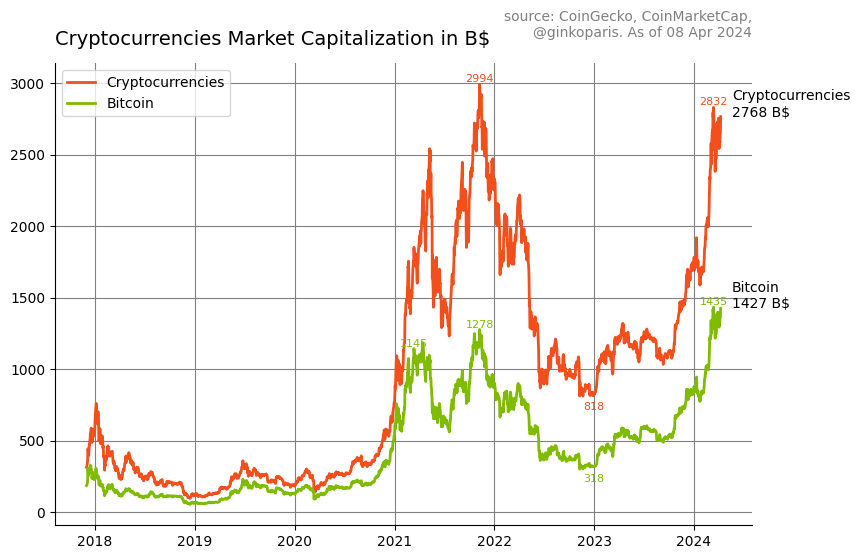 source: CoinGecko, CoinMarketCap,
@ginkoparis. As of 08 Apr 2024
Cryptocurrencies Market Capitalization in B$
Cryptocurrencies
Bitcoin
3000
2500
2000
1500
1000
500
0
2994
2832
Cryptocurrencies
2768 B$
Bitcoin
1427 B$
1435
1278
1145
818
318
2018
2019
2020
2021
2022
2023
2024